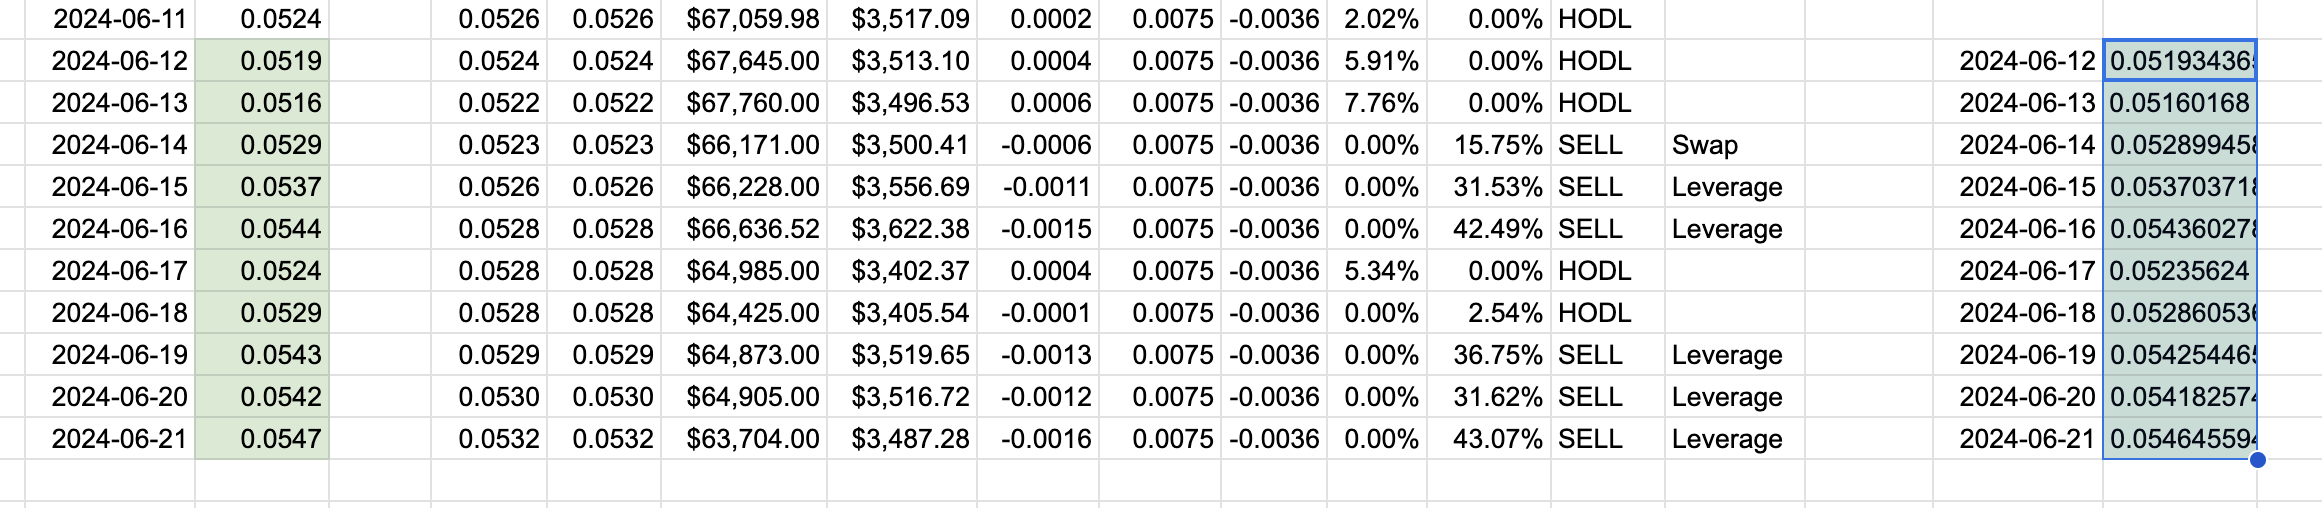 2024-06-11 0.0524 0.0526 0.0526 $67,059.98 $3,517.09 0.0002 0.0075 -0.0036 2.02% 0.00% HODL
2024-06-12 0.0519 0.0524 0.0524 $67,645.00 $3,513.10 0.0004 0.0075 -0.0036 5.91% 0.00% HODL 2024-06-12 0.051934365
2024-06-13 0.0516 0.0522 0.0522 $67,760.00 $3,496.53 0.0006 0.0075 -0.0036 7.76% 0.00% HODL 2024-06-13 0.05160168
2024-06-14 0.0529 0.0523 0.0523 $66,171.00 $3,500.41 -0.0006 0.0075 -0.0036 0.00% 15.75% SELL Swap 2024-06-14 0.052899458
2024-06-15 0.0537 0.0526 0.0526 $66,228.00 $3,556.69 -0.0011 0.0075 -0.0036 0.00% 31.53% SELL Leverage 2024-06-15 0.053703718
2024-06-16 0.0544 0.0528 0.0528 $66,636.52 $3,622.38 -0.0015 0.0075 -0.0036 0.00% 42.49% SELL Leverage 2024-06-16 0.054360278
2024-06-17 0.0524 0.0528 0.0528 $64,985.00 $3,402.37 0.0004 0.0075 -0.0036 5.34% 0.00% HODL 2024-06-17 0.05235624
2024-06-18 0.0529 0.0528 0.0528 $64,425.00 $3,405.54 -0.0001 0.0075 -0.0036 0.00% 2.54% HODL 2024-06-18 0.052860536
2024-06-19 0.0543 0.0529 0.0529 $64,873.00 $3,519.65 -0.0013 0.0075 -0.0036 0.00% 36.75% SELL Leverage 2024-06-19 0.054254465
2024-06-20 0.0542 0.0530 0.0530 $64,905.00 $3,516.72 -0.0012 0.0075 -0.0036 0.00% 31.62% SELL Leverage 2024-06-20 0.054182574
2024-06-21 0.0547 0.0532 0.0532 $63,704.00 $3,487.28 -0.0016 0.0075 -0.0036 0.00% 43.07% SELL Leverage 2024-06-21 0.054645594